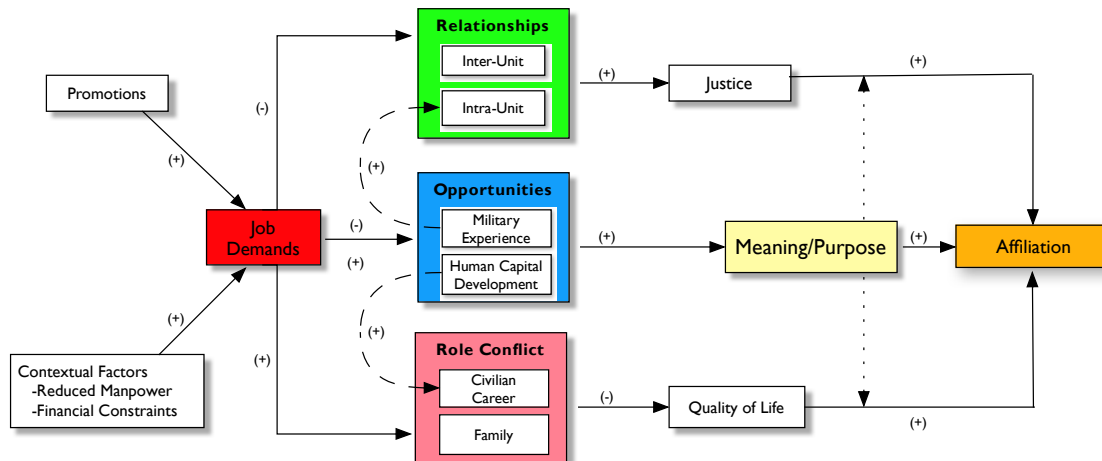 Relationships
Inter-Unit
Intra-Unit
(+)
Justice
(+)
Promotions
(-)
(+)
(+)
Opportunities
Military
Experience
Human Capital
Development
Job
Demands
(-)
(+)
(+)
Meaning/Purpose
(+)
Affiliation
(+)
(+)
(+)
Contextual Factors
-Reduced Manpower
-Financial Constraints
Role Conflict
Civilian
Career
Family
(-)
Quality of Life
(+)